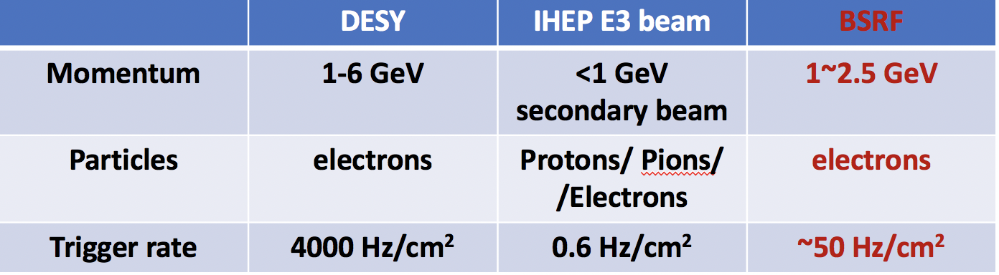 DESY IHEP E3 beam BSRF
Momentum 1-6 GeV <1 GeV 1~2.5 GeV
secondary beam
Particles electrons Protons/ Pions/ electrons
/Electrons
Trigger rate 4000 Hz/cm² 0.6 Hz/cm² ~50 Hz/cm²